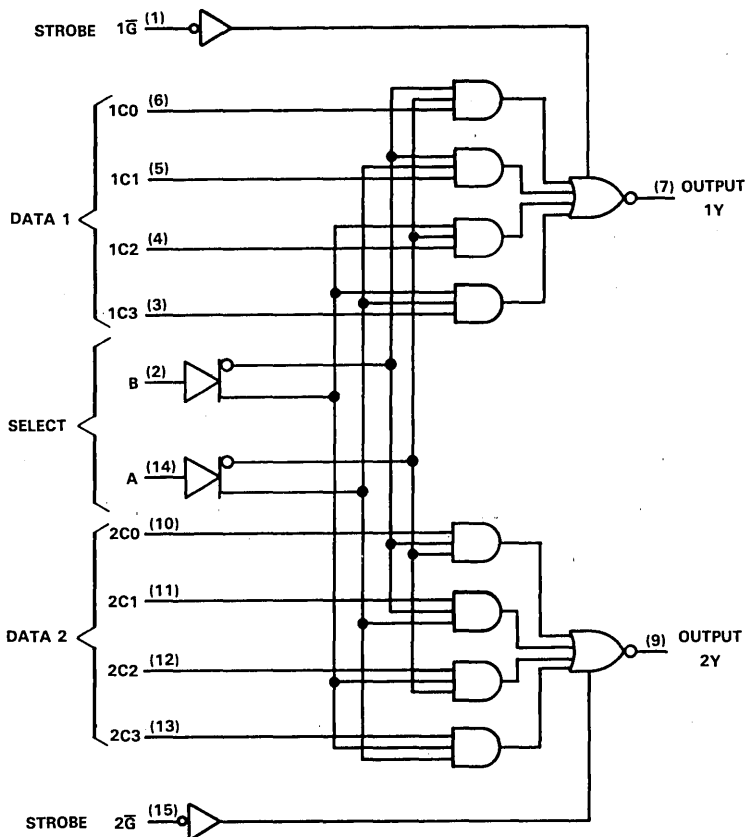 STROBE 1G̅ (1)
1C0 (6)
1C1 (5)
DATA 1
1C2 (4)
1C3 (3)
(7) OUTPUT
1Y
B (2)
SELECT
A (14)
2C0 (10)
2C1 (11)
DATA 2
2C2 (12)
2C3 (13)
(9) OUTPUT
2Y
STROBE 2G̅ (15)